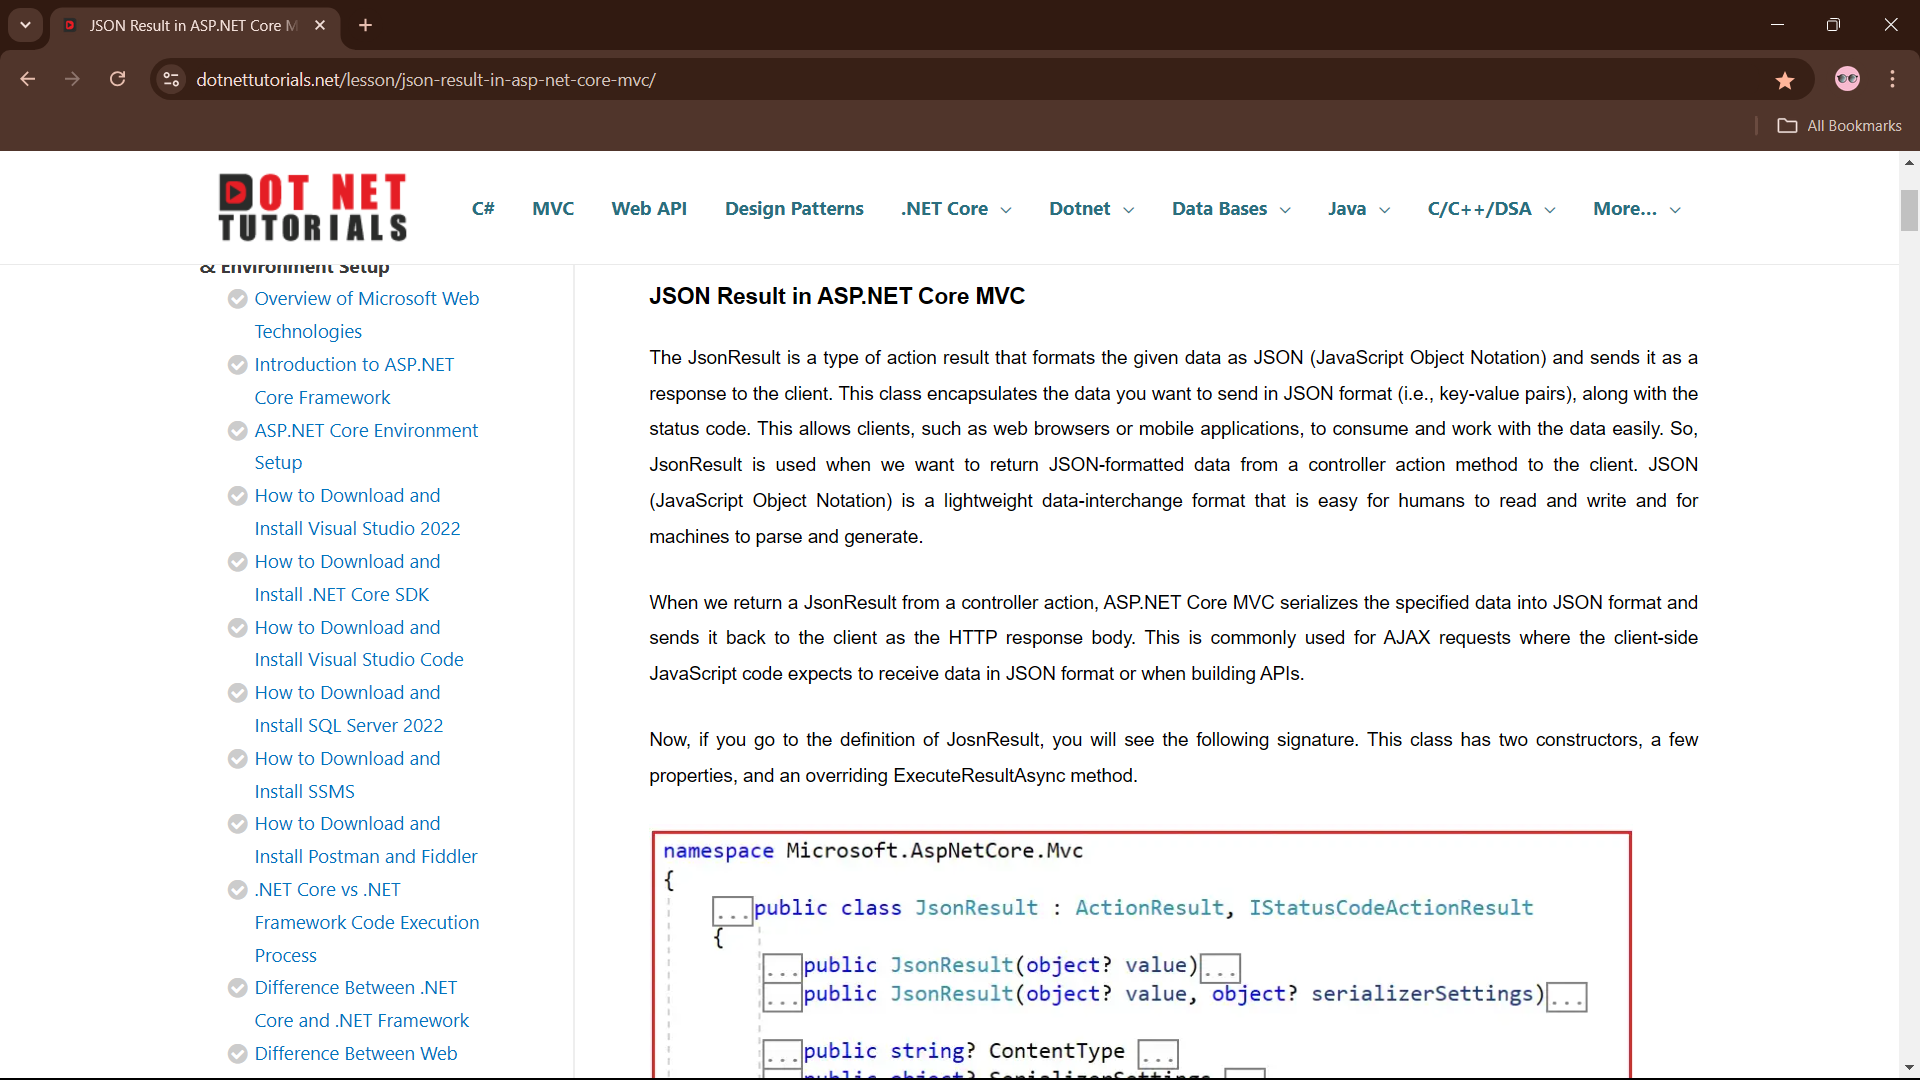 JSON Result in ASP.NET Core M
dotnettutorials.net/lesson/json-result-in-asp-net-core-mvc/
All Bookmarks
DOT NET
TUTORIALS
C# MVC Web API Design Patterns .NET Core Dotnet Data Bases Java C/C++/DSA More...
& Environment Setup
Overview of Microsoft Web
Technologies
Introduction to ASP.NET
Core Framework
ASP.NET Core Environment
Setup
How to Download and
Install Visual Studio 2022
How to Download and
Install .NET Core SDK
How to Download and
Install Visual Studio Code
How to Download and
Install SQL Server 2022
How to Download and
Install SSMS
How to Download and
Install Postman and Fiddler
.NET Core vs .NET
Framework Code Execution
Process
Difference Between .NET
Core and .NET Framework
Difference Between Web
JSON Result in ASP.NET Core MVC
The JsonResult is a type of action result that formats the given data as JSON (JavaScript Object Notation) and sends it as a
response to the client. This class encapsulates the data you want to send in JSON format (i.e., key-value pairs), along with the
status code. This allows clients, such as web browsers or mobile applications, to consume and work with the data easily. So,
JsonResult is used when we want to return JSON-formatted data from a controller action method to the client. JSON
(JavaScript Object Notation) is a lightweight data-interchange format that is easy for humans to read and write and for
machines to parse and generate.
When we return a JsonResult from a controller action, ASP.NET Core MVC serializes the specified data into JSON format and
sends it back to the client as the HTTP response body. This is commonly used for AJAX requests where the client-side
JavaScript code expects to receive data in JSON format or when building APIs.
Now, if you go to the definition of JosnResult, you will see the following signature. This class has two constructors, a few
properties, and an overriding ExecuteResultAsync method.
namespace Microsoft.AspNetCore.Mvc
{
...public class JsonResult : ActionResult, IStatusCodeActionResult
{
...public JsonResult(object? value)...
...public JsonResult(object? value, object? serializerSettings)...
...public string? ContentType ...
public object? SerializerSettings